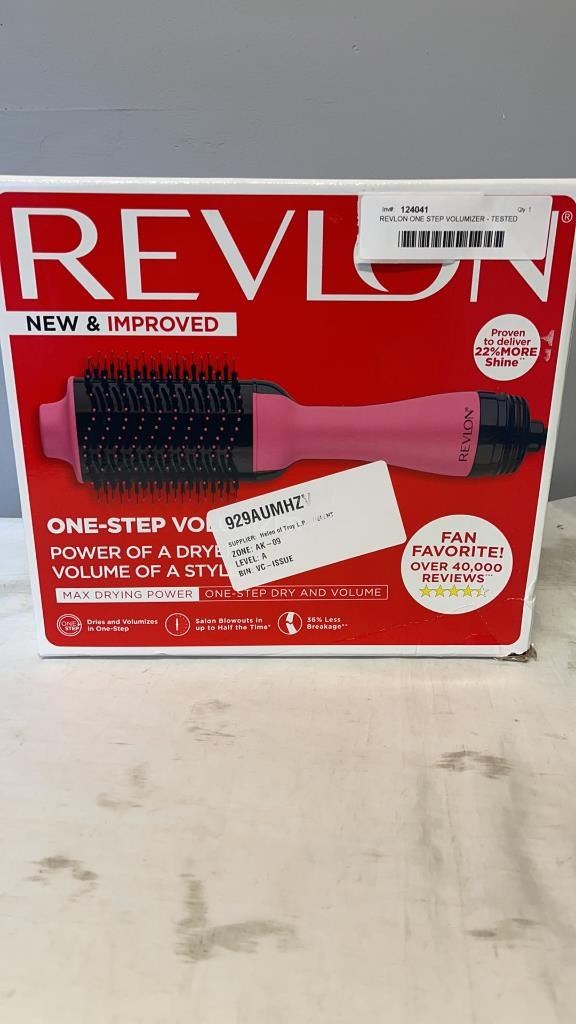 Inv#: 124041 Qty 1
REVLON ONE STEP VOLUMIZER - TESTED
REVLON®
NEW & IMPROVED
Proven
to deliver
22% MORE
Shine**
REVLON®
929AUMHZV
SUPPLIER: Helen of Troy L.P.
ZONE: AK-09
LEVEL: A
BIN: VC-ISSUE
ONE-STEP VOL
POWER OF A DRYE
VOLUME OF A STYL
MAX DRYING POWER ONE-STEP DRY AND VOLUME
FAN
FAVORITE!
OVER 40,000
REVIEWS***
ONE
STEP
Dries and Volumizes
in One-Step
Salon Blowouts in
up to Half the Time*
36% Less
Breakage**